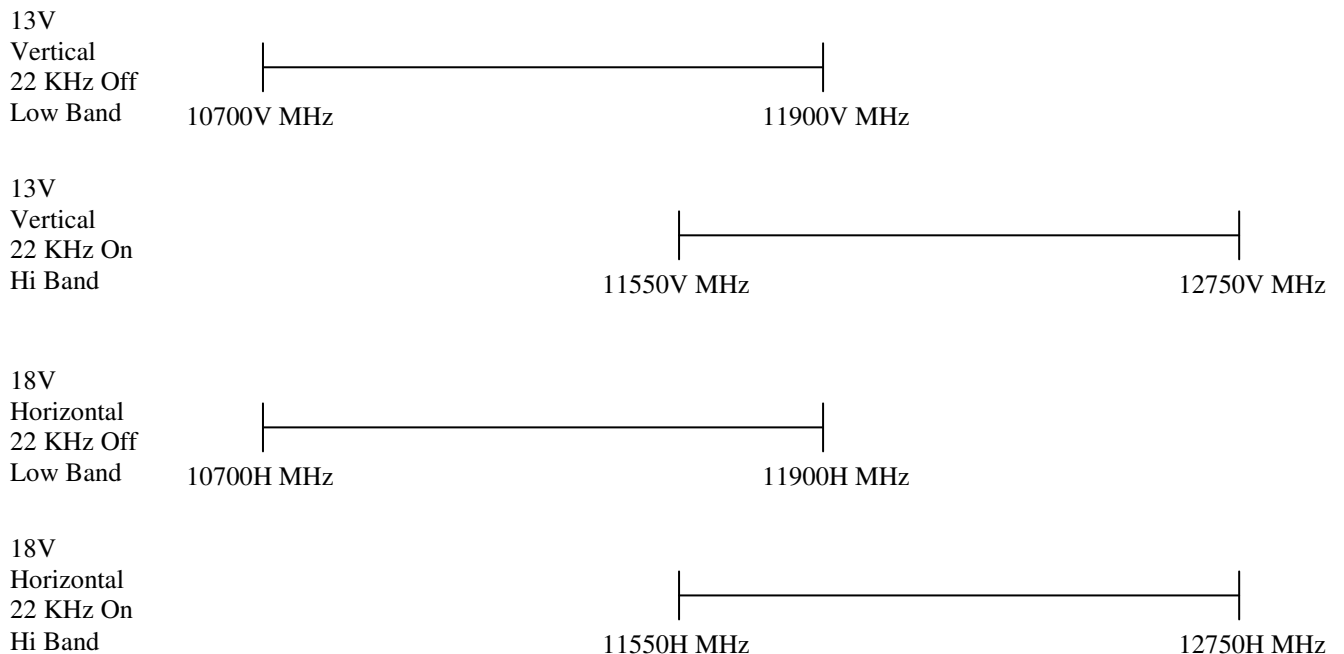 13V
Vertical
22 KHz Off
Low Band
10700V MHz
11900V MHz
13V
Vertical
22 KHz On
Hi Band
11550V MHz
12750V MHz
18V
Horizontal
22 KHz Off
Low Band
10700H MHz
11900H MHz
18V
Horizontal
22 KHz On
Hi Band
11550H MHz
12750H MHz